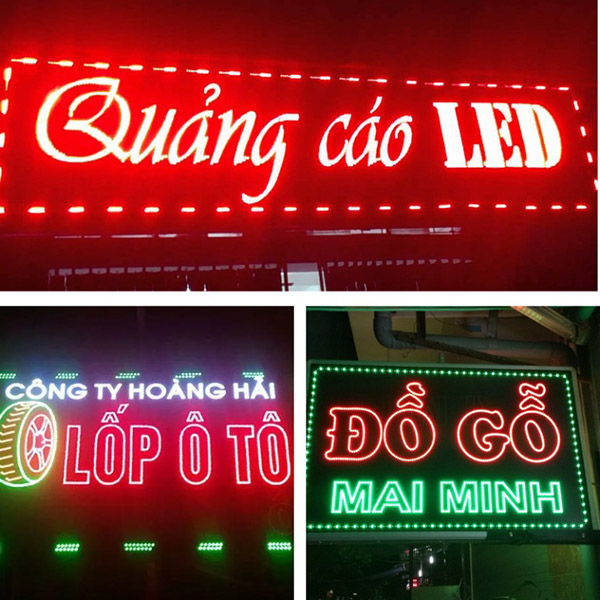 Quảng cáo LED
CÔNG TY HOÀNG HẢI
LỐP Ô TÔ
ĐỒ GỖ
MAI MINH